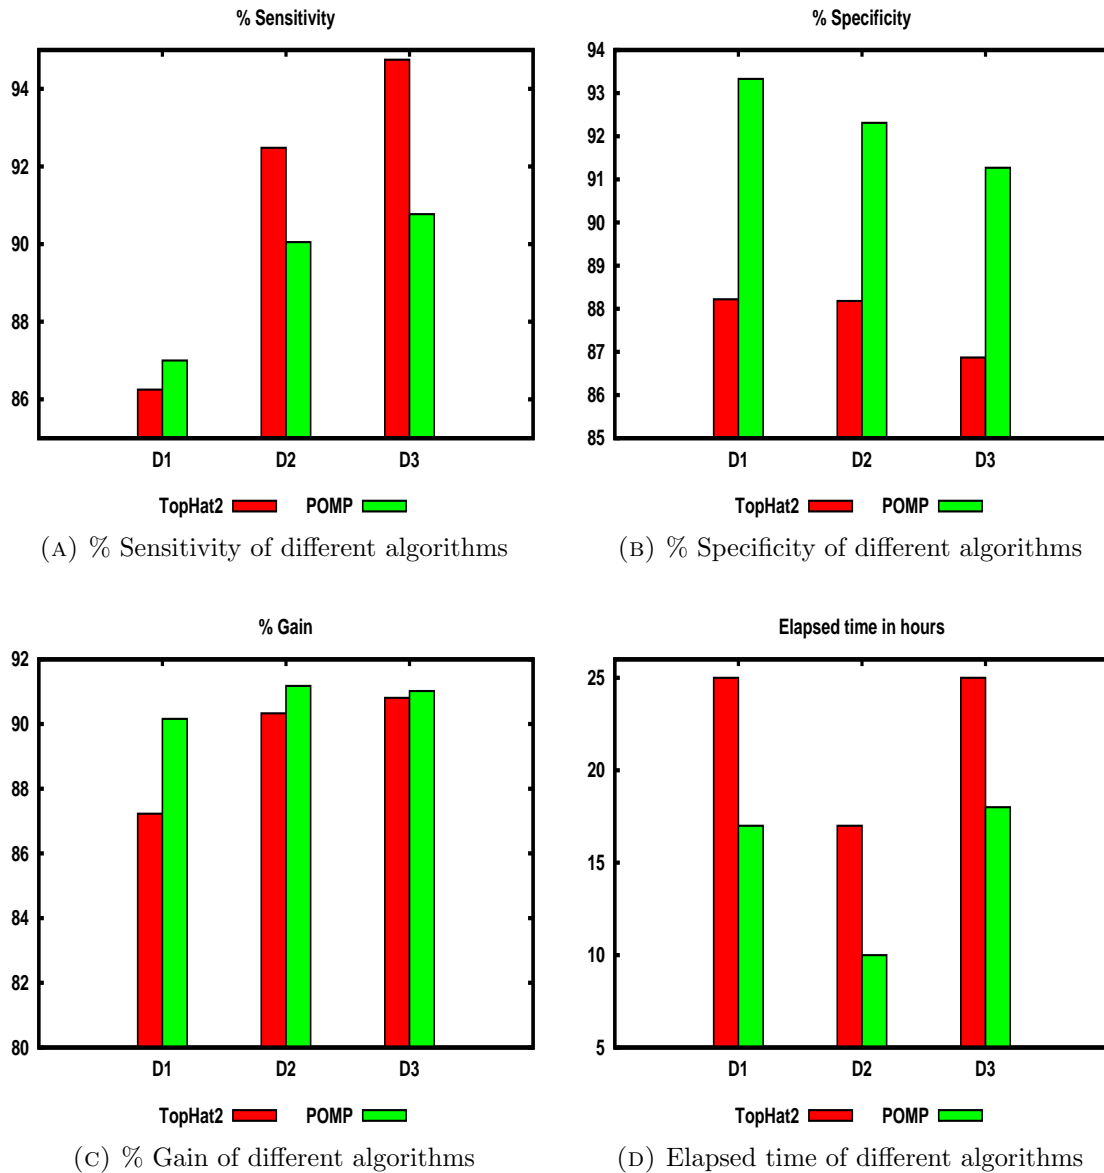 % Sensitivity
94
92
90
88
86
D1 D2 D3
TopHat2 POMP
(A) % Sensitivity of different algorithms
% Specificity
94
93
92
91
90
89
88
87
86
85
D1 D2 D3
TopHat2 POMP
(B) % Specificity of different algorithms
% Gain
92
90
88
86
84
82
80
D1 D2 D3
TopHat2 POMP
(C) % Gain of different algorithms
Elapsed time in hours
25
20
15
10
5
D1 D2 D3
TopHat2 POMP
(D) Elapsed time of different algorithms